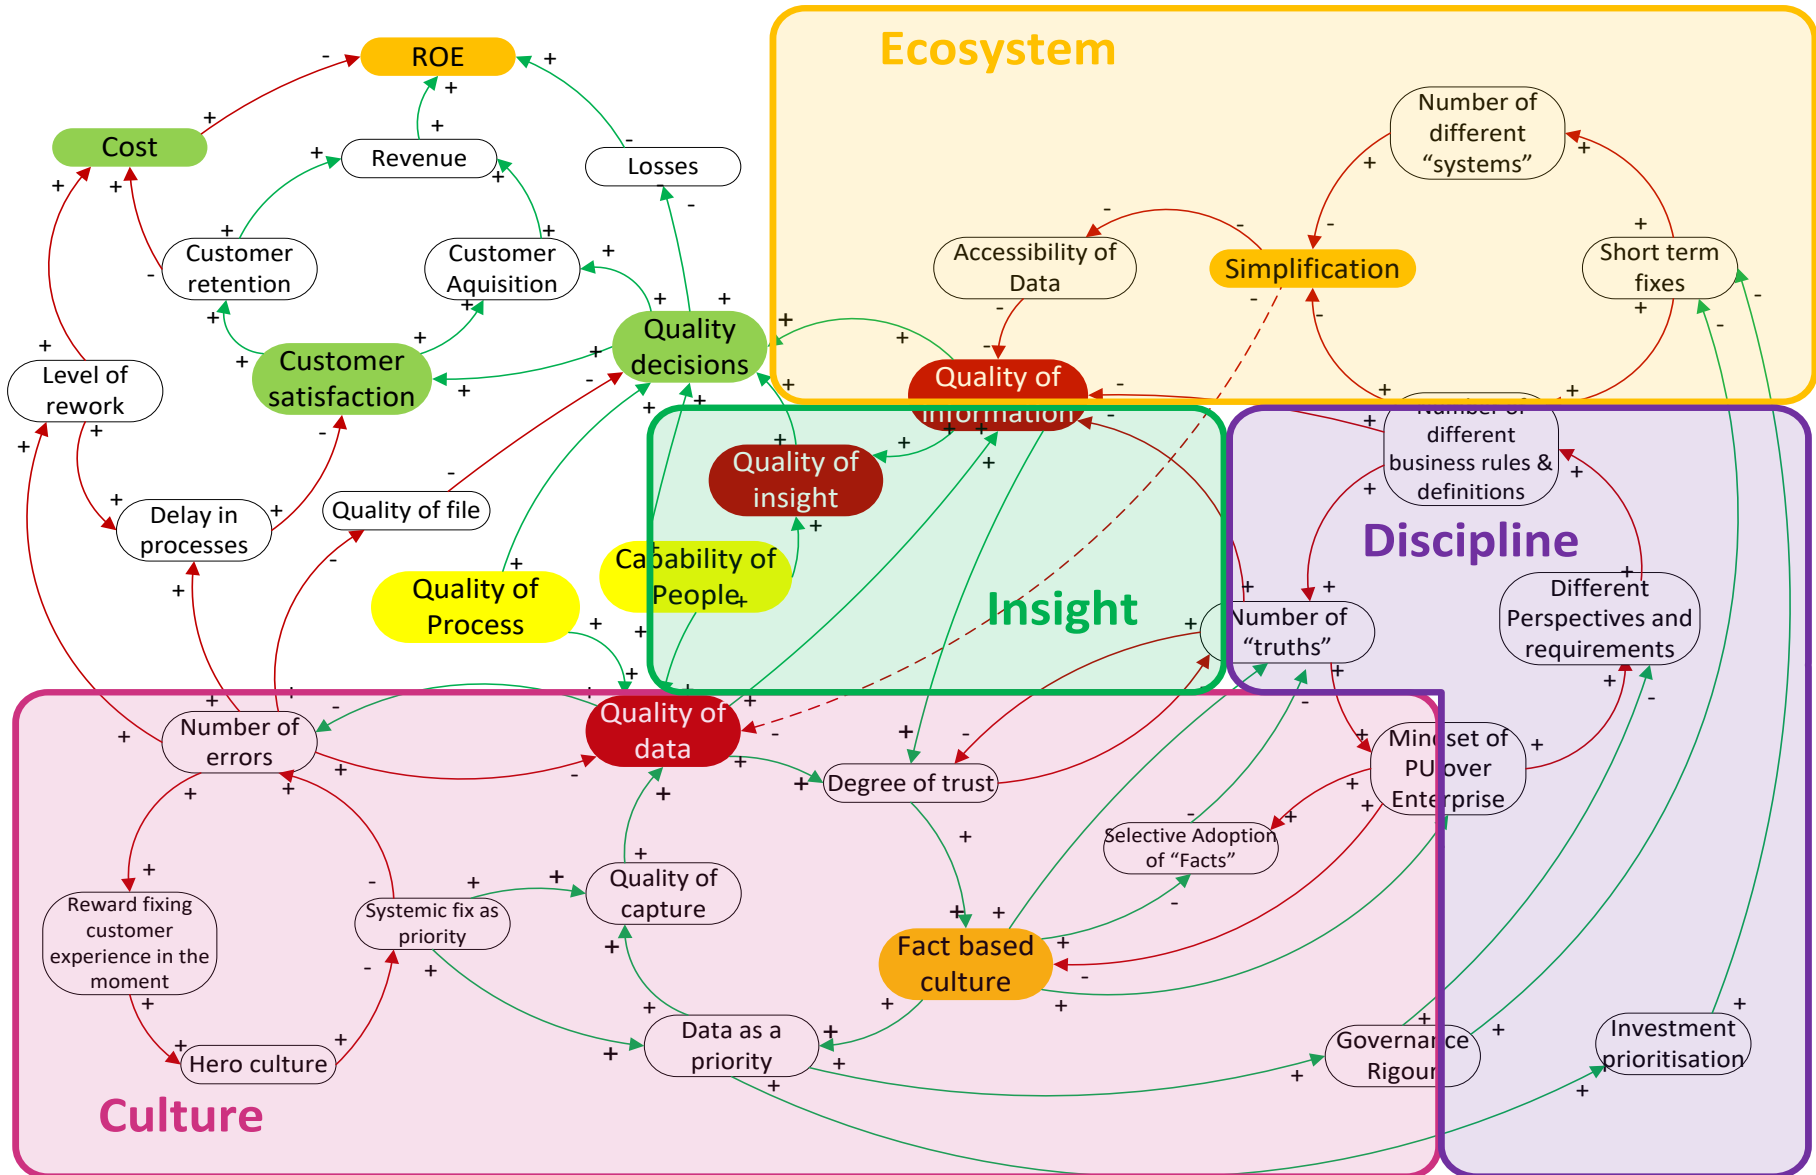 Ecosystem
ROE
Number of
different
“systems”
Cost
Revenue
Losses
Customer
retention
Customer
Aquisition
Accessibility of
Data
Simplification
Short term
fixes
Quality
decisions
Customer
satisfaction
Level of
rework
Quality of
information
Number of
different
business rules &
definitions
Quality of
insight
Quality of file
Delay in
processes
Discipline
Capability of
People
Quality of
Process
Insight
Number of
“truths”
Different
Perspectives and
requirements
Number of
errors
Quality of
data
Degree of trust
Mindset of
PU over
Enterprise
Selective Adoption
of “Facts”
Quality of
capture
Systemic fix as
priority
Reward fixing
customer
experience in the
moment
Fact based
culture
Hero culture
Data as a
priority
Governance
Rigour
Investment
prioritisation
Culture